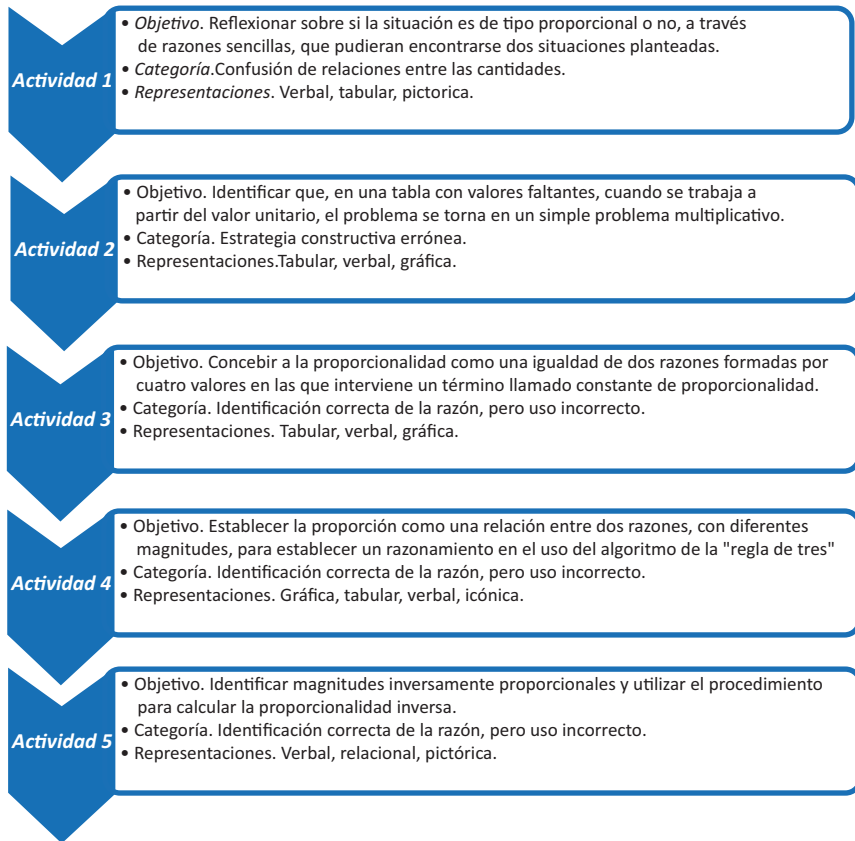 Actividad 1
• Objetivo. Reflexionar sobre si la situación es de tipo proporcional o no, a través
de razones sencillas, que pudieran encontrarse dos situaciones planteadas.
• Categoría.Confusión de relaciones entre las cantidades.
• Representaciones. Verbal, tabular, pictorica.
Actividad 2
• Objetivo. Identificar que, en una tabla con valores faltantes, cuando se trabaja a
partir del valor unitario, el problema se torna en un simple problema multiplicativo.
• Categoría. Estrategia constructiva errónea.
• Representaciones.Tabular, verbal, gráfica.
Actividad 3
• Objetivo. Concebir a la proporcionalidad como una igualdad de dos razones formadas por
cuatro valores en las que interviene un término llamado constante de proporcionalidad.
• Categoría. Identificación correcta de la razón, pero uso incorrecto.
• Representaciones. Tabular, verbal, gráfica.
Actividad 4
• Objetivo. Establecer la proporción como una relación entre dos razones, con diferentes
magnitudes, para establecer un razonamiento en el uso del algoritmo de la "regla de tres"
• Categoría. Identificación correcta de la razón, pero uso incorrecto.
• Representaciones. Gráfica, tabular, verbal, icónica.
Actividad 5
• Objetivo. Identificar magnitudes inversamente proporcionales y utilizar el procedimiento
para calcular la proporcionalidad inversa.
• Categoría. Identificación correcta de la razón, pero uso incorrecto.
• Representaciones. Verbal, relacional, pictórica.